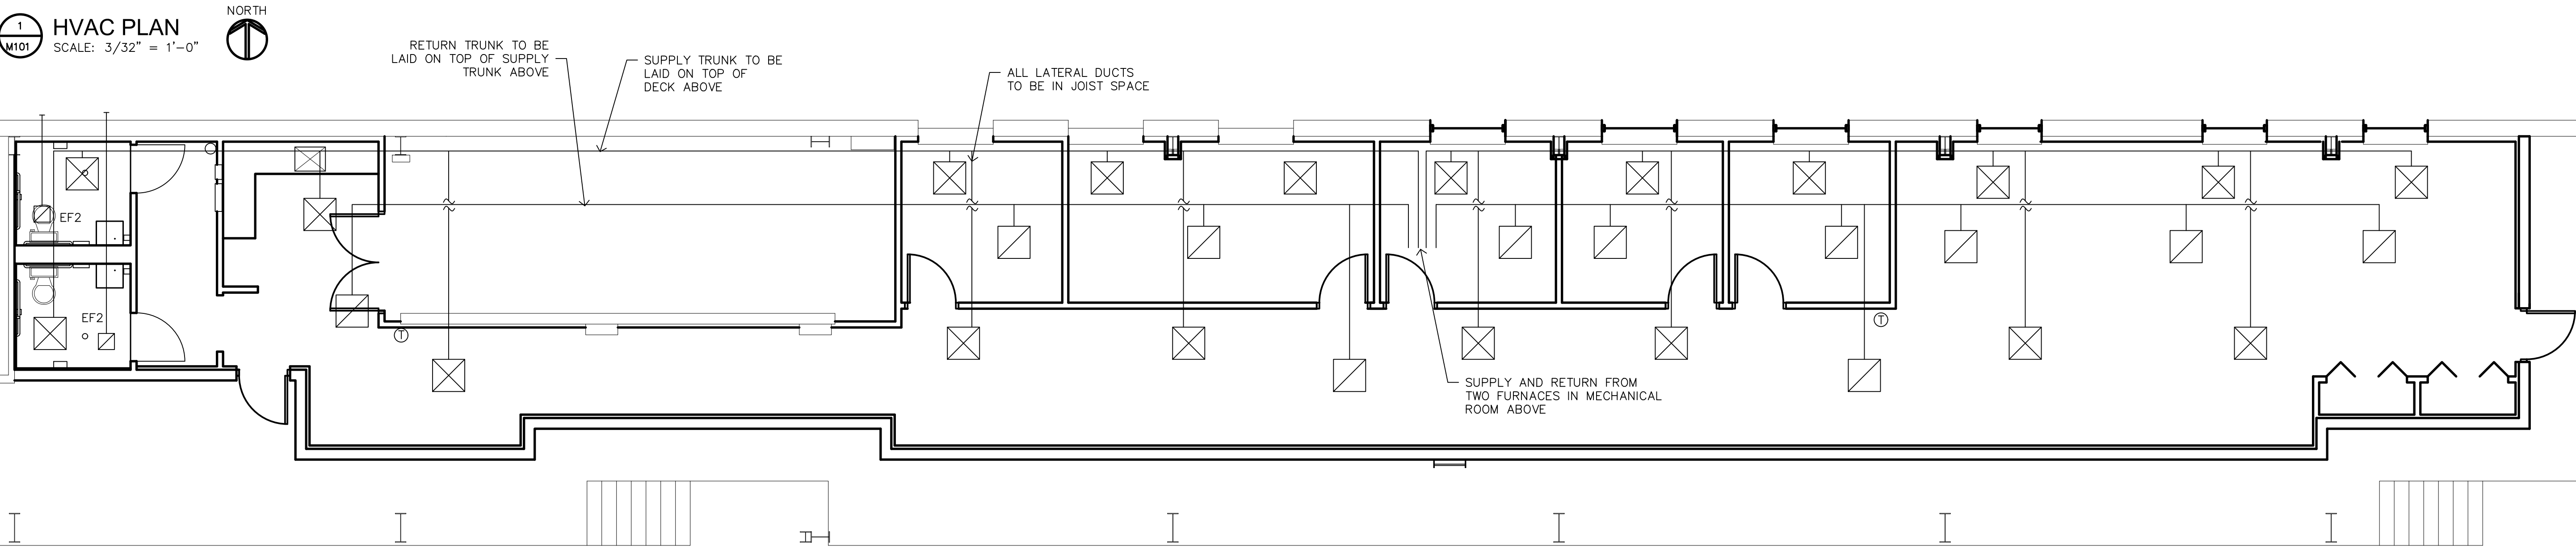 1
M101
HVAC PLAN
SCALE: 3/32" = 1'-0"
NORTH
RETURN TRUNK TO BE
LAID ON TOP OF SUPPLY
TRUNK ABOVE
SUPPLY TRUNK TO BE
LAID ON TOP OF
DECK ABOVE
ALL LATERAL DUCTS
TO BE IN JOIST SPACE
EF2
EF2
T
T
SUPPLY AND RETURN FROM
TWO FURNACES IN MECHANICAL
ROOM ABOVE